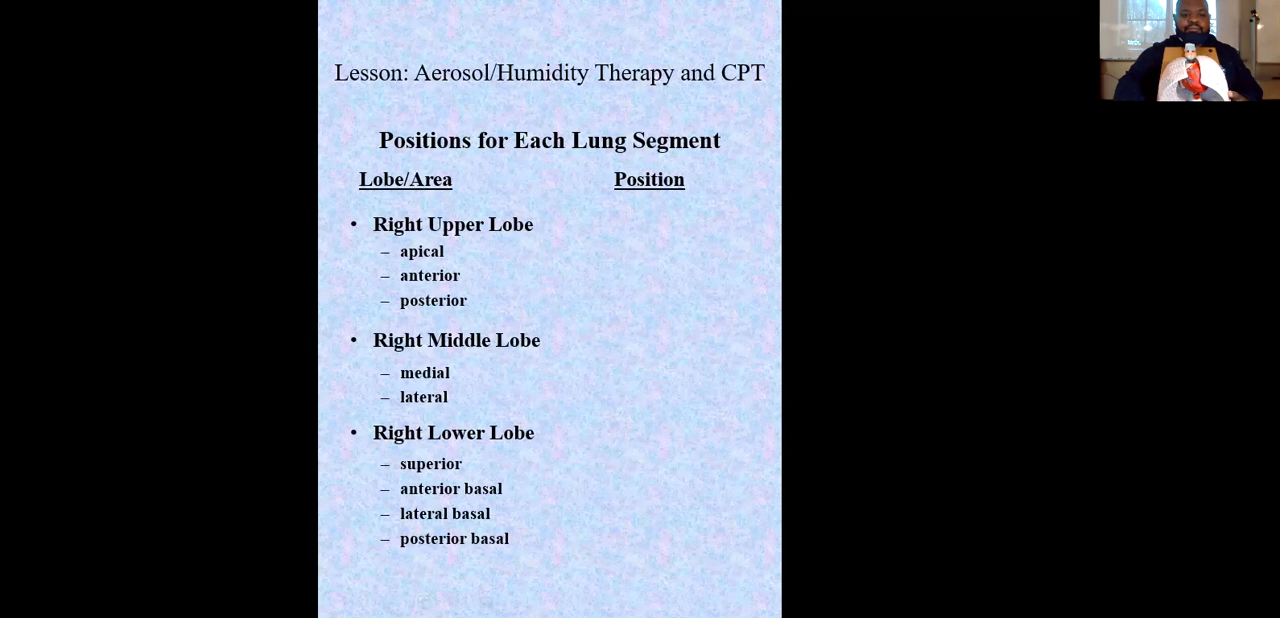 Lesson: Aerosol/Humidity Therapy and CPT
Positions for Each Lung Segment
Lobe/Area Position
• Right Upper Lobe
– apical
– anterior
– posterior
• Right Middle Lobe
– medial
– lateral
• Right Lower Lobe
– superior
– anterior basal
– lateral basal
– posterior basal